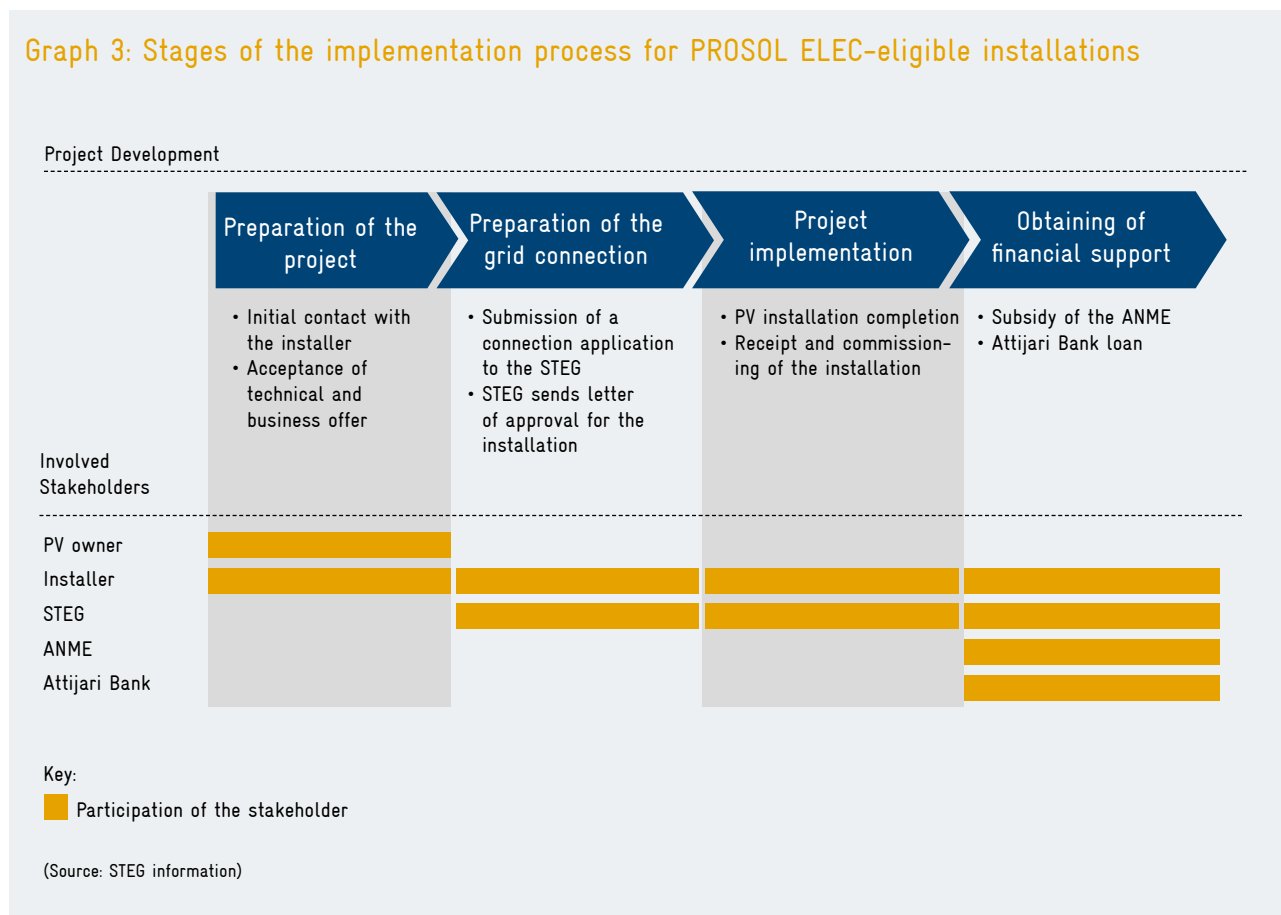 Graph 3: Stages of the implementation process for PROSOL ELEC-eligible installations
Project Development
Preparation of the
project
Preparation of the
grid connection
Project
implementation
Obtaining of
financial support
• Initial contact with
the installer
• Acceptance of
technical and
business offer
• Submission of a
connection application
to the STEG
• STEG sends letter
of approval for the
installation
• PV installation completion
• Receipt and commission-
ing of the installation
• Subsidy of the ANME
• Attijari Bank loan
Involved
Stakeholders
PV owner
Installer
STEG
ANME
Attijari Bank
Key:
Participation of the stakeholder
(Source: STEG information)